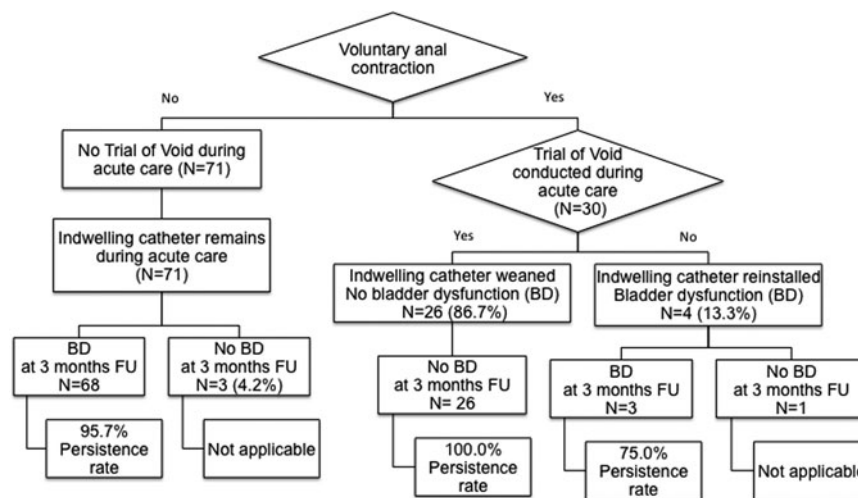 Voluntary anal
contraction
No
Yes
No Trial of Void during
acute care (N=71)
Trial of Void
conducted during
acute care
(N=30)
Indwelling catheter remains
during acute care
(N=71)
Yes
No
Indwelling catheter weaned
No bladder dysfunction (BD)
N=26 (86.7%)
Indwelling catheter reinstalled
Bladder dysfunction (BD)
N=4 (13.3%)
BD
at 3 months FU
N=68
No BD
at 3 months FU
N=3 (4.2%)
No BD
at 3 months FU
N= 26
BD
at 3 months FU
N=3
No BD
at 3 months FU
N=1
95.7%
Persistence
rate
Not applicable
100.0%
Persistence
rate
75.0%
Persistence
rate
Not applicable